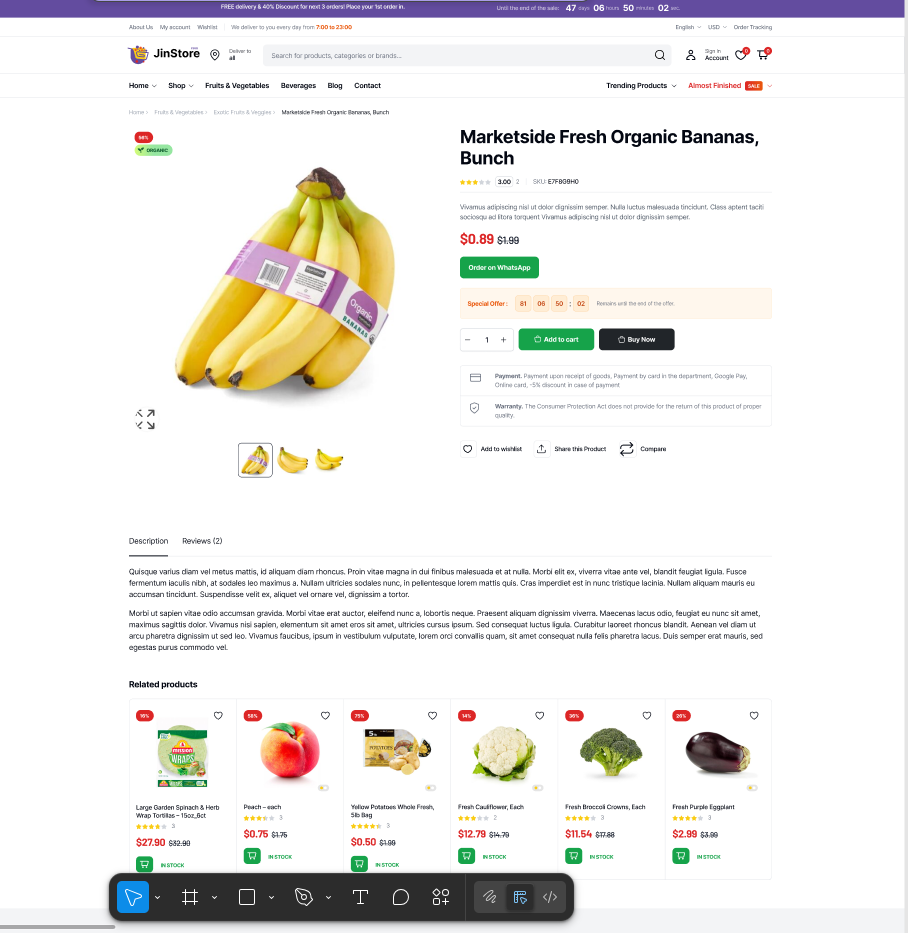 FREE delivery & 40% Discount for next 3 orders! Place your 1st order in.
Until the end of the sale: 47 days 06 hours 50 minutes 02 sec.
About Us My account Wishlist We deliver to you every day from 7:00 to 23:00
English USD Order Tracking
JinStore
Deliver to
all
Search for products, categories or brands...
Sign in
Account
0
0
Home Shop Fruits & Vegetables Beverages Blog Contact
Trending Products Almost Finished SALE
Home Fruits & Vegetables Exotic Fruits & Veggies Marketside Fresh Organic Bananas, Bunch
56%
ORGANIC
Organic
BANANAS
Marketside Fresh Organic Bananas,
Bunch
3.00 2 SKU: E7F8G9H0
Vivamus adipiscing nisl ut dolor dignissim semper. Nulla luctus malesuada tincidunt. Class aptent taciti
sociosqu ad litora torquent Vivamus adipiscing nisl ut dolor dignissim semper.
$0.89 $1.99
Order on WhatsApp
Special Offer : 81 06 50 : 02 Remains until the end of the offer
− 1 + Add to cart Buy Now
Payment. Payment upon receipt of goods, Payment by card in the department, Google Pay,
Online card, -5% discount in case of payment
Warranty. The Consumer Protection Act does not provide for the return of this product of proper
quality.
Add to wishlist Share this Product Compare
Description Reviews (2)
Quisque varius diam vel metus mattis, id aliquam diam rhoncus. Proin vitae magna in dui finibus malesuada et at nulla. Morbi elit ex, viverra vitae ante vel, blandit feugiat ligula. Fusce
fermentum iaculis nibh, at sodales leo maximus a. Nullam ultricies sodales nunc, in pellentesque lorem mattis quis. Cras imperdiet est in nunc tristique lacinia. Nullam aliquam mauris eu
accumsan tincidunt. Suspendisse velit ex, aliquet vel ornare vel, dignissim a tortor.
Morbi ut sapien vitae odio accumsan gravida. Morbi vitae erat auctor, eleifend nunc a, lobortis neque. Praesent aliquam dignissim viverra. Maecenas lacus odio, feugiat eu nunc sit amet,
maximus sagittis dolor. Vivamus nisi sapien, elementum sit amet eros sit amet, ultricies cursus ipsum. Sed consequat luctus ligula. Curabitur laoreet rhoncus blandit. Aenean vel diam ut
arcu pharetra dignissim ut sed leo. Vivamus faucibus, ipsum in vestibulum vulputate, lorem orci convallis quam, sit amet consequat nulla felis pharetra lacus. Duis semper erat mauris, sed
egestas purus commodo vel.
Related products
16%
mission
WRAPS
Large Garden Spinach & Herb
Wrap Tortillas – 15oz_6ct
3
$27.90 $32.90
IN STOCK
58%
Peach – each
3
$0.75 $1.75
IN STOCK
75%
POTATOES
Yellow Potatoes Whole Fresh,
5lb Bag
3
$0.50 $1.99
IN STOCK
14%
Fresh Cauliflower, Each
2
$12.79 $14.79
IN STOCK
36%
Fresh Broccoli Crowns, Each
3
$11.54 $17.88
IN STOCK
26%
Fresh Purple Eggplant
3
$2.99 $3.99
IN STOCK